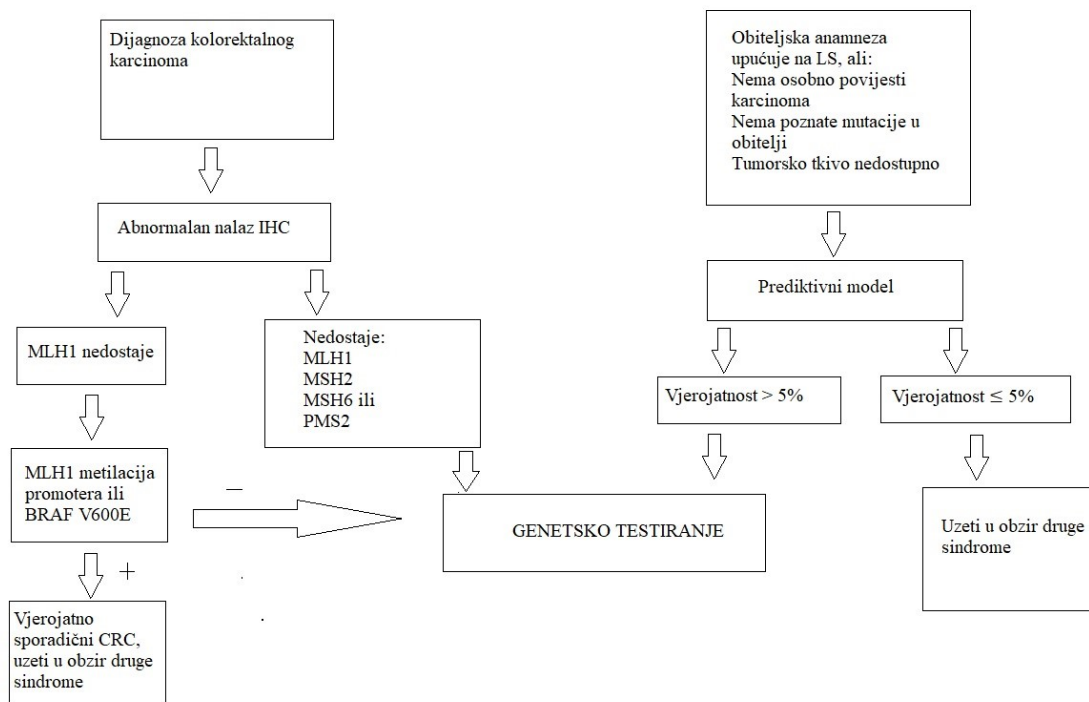 Dijagnoza kolorektalnog
karcinoma
Abnormalan nalaz IHC
MLH1 nedostaje
Nedostaje:
MLH1
MSH2
MSH6 ili
PMS2
MLH1 metilacija
promotera ili
BRAF V600E
−
+
Vjerojatno
sporadični CRC,
uzeti u obzir druge
sindrome
Obiteljska anamneza
upućuje na LS, ali:
Nema osobno povijesti
karcinoma
Nema poznate mutacije u
obitelji
Tumorsko tkivo nedostupno
Prediktivni model
Vjerojatnost > 5%
Vjerojatnost ≤ 5%
GENETSKO TESTIRANJE
Uzeti u obzir druge
sindrome